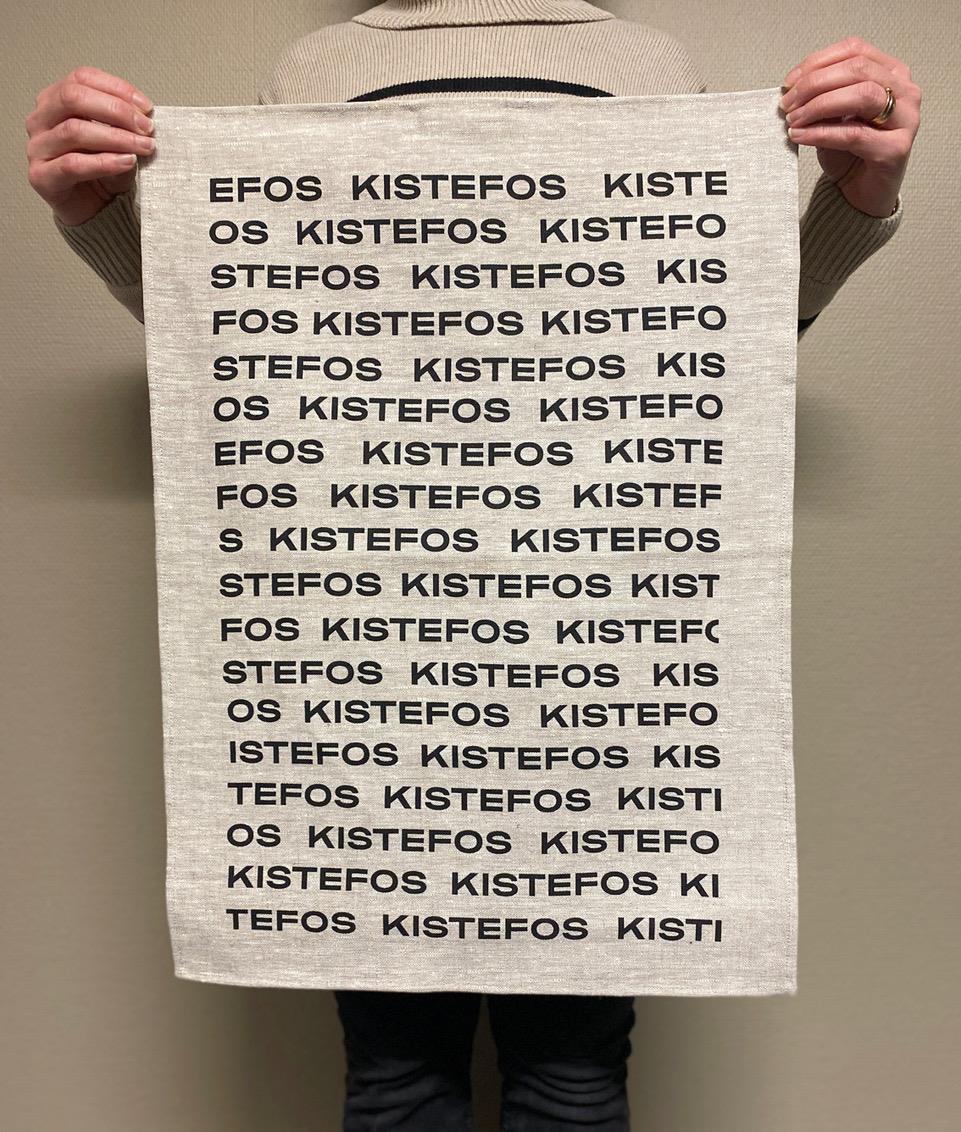 EFOS KISTEFOS KISTE
OS KISTEFOS KISTEFO
STEFOS KISTEFOS KIS
FOS KISTEFOS KISTEFO
STEFOS KISTEFOS KIS
OS KISTEFOS KISTEFO
EFOS KISTEFOS KISTE
FOS KISTEFOS KISTEF
S KISTEFOS KISTEFOS
STEFOS KISTEFOS KIST
FOS KISTEFOS KISTEFO
STEFOS KISTEFOS KIS
OS KISTEFOS KISTEFO
ISTEFOS KISTEFOS KIS
TEFOS KISTEFOS KISTI
OS KISTEFOS KISTEFO
KISTEFOS KISTEFOS KI
TEFOS KISTEFOS KISTI